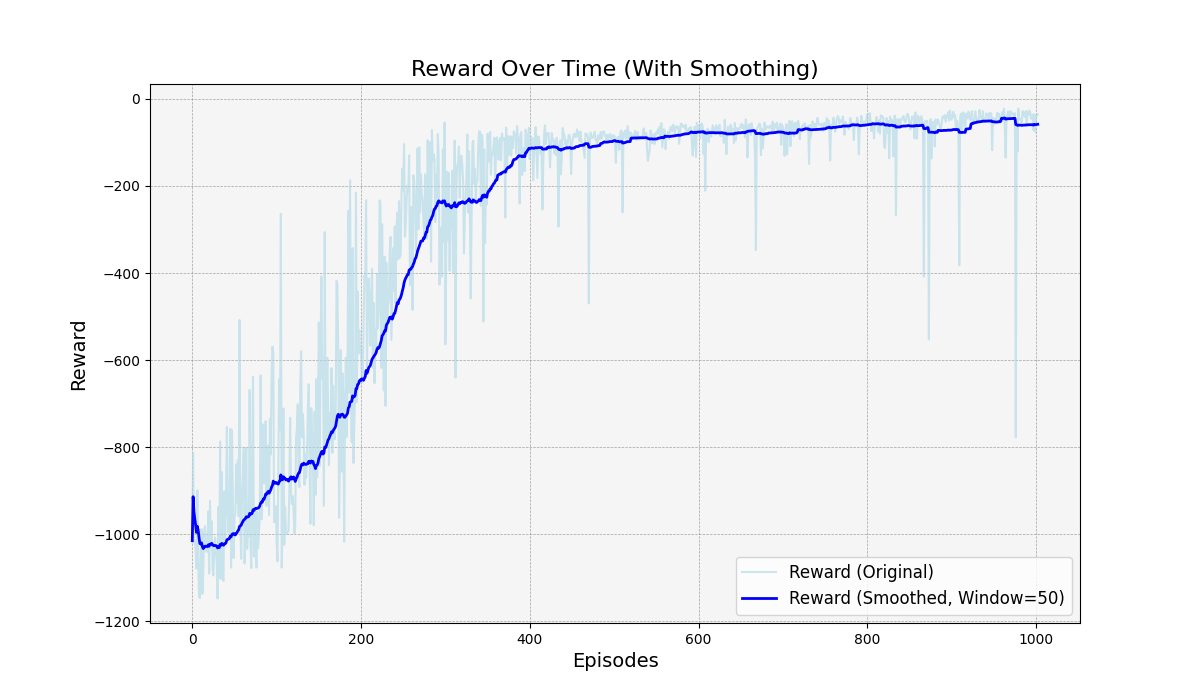 Reward Over Time (With Smoothing)
Reward
0
−200
−400
−600
−800
−1000
−1200
0 200 400 600 800 1000
Episodes
Reward (Original)
Reward (Smoothed, Window=50)